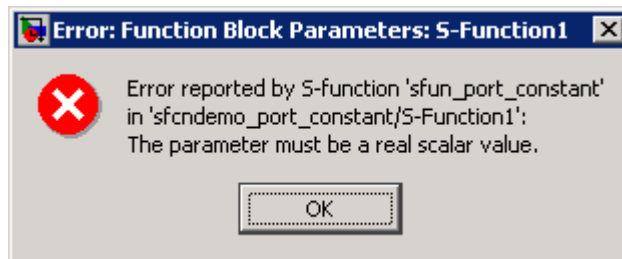 Error: Function Block Parameters: S-Function1
Error reported by S-function 'sfun_port_constant'
in 'sfcndemo_port_constant/S-Function1':
The parameter must be a real scalar value.
OK